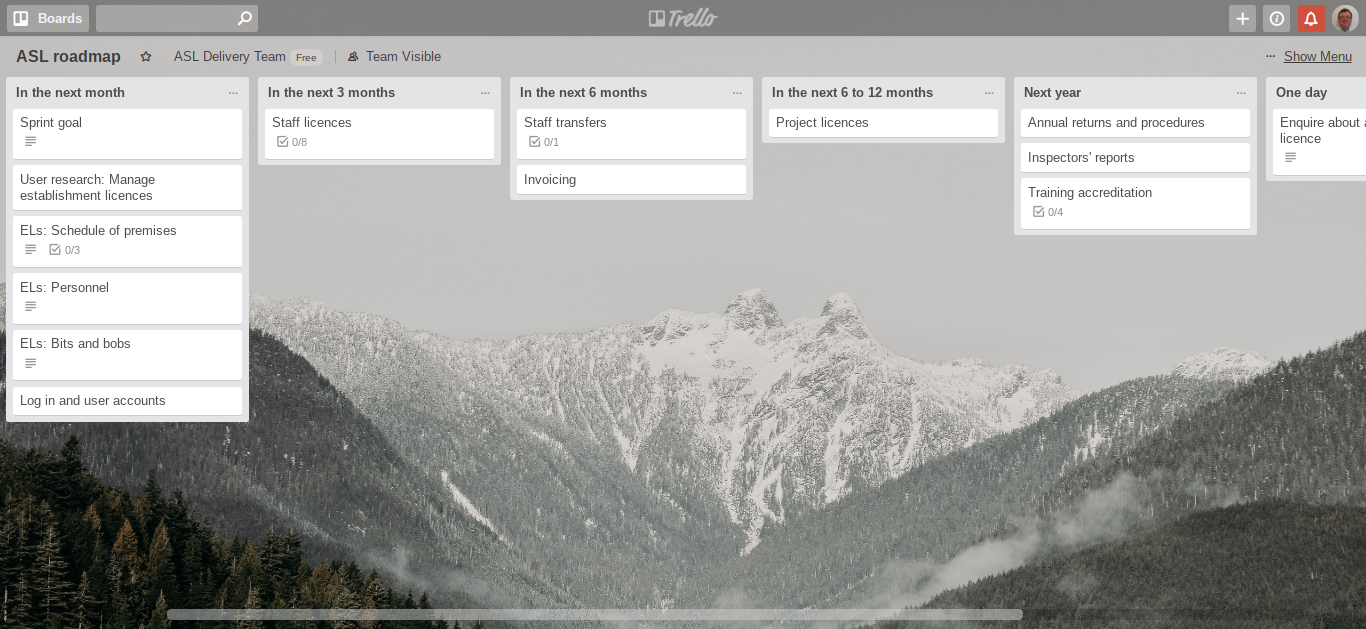 Boards
Trello
ASL roadmap
ASL Delivery Team Free
Team Visible
Show Menu
In the next month
Sprint goal
User research: Manage
establishment licences
ELs: Schedule of premises
0/3
ELs: Personnel
ELs: Bits and bobs
Log in and user accounts
In the next 3 months
Staff licences
0/8
In the next 6 months
Staff transfers
0/1
Invoicing
In the next 6 to 12 months
Project licences
Next year
Annual returns and procedures
Inspectors' reports
Training accreditation
0/4
One day
Enquire about
licence